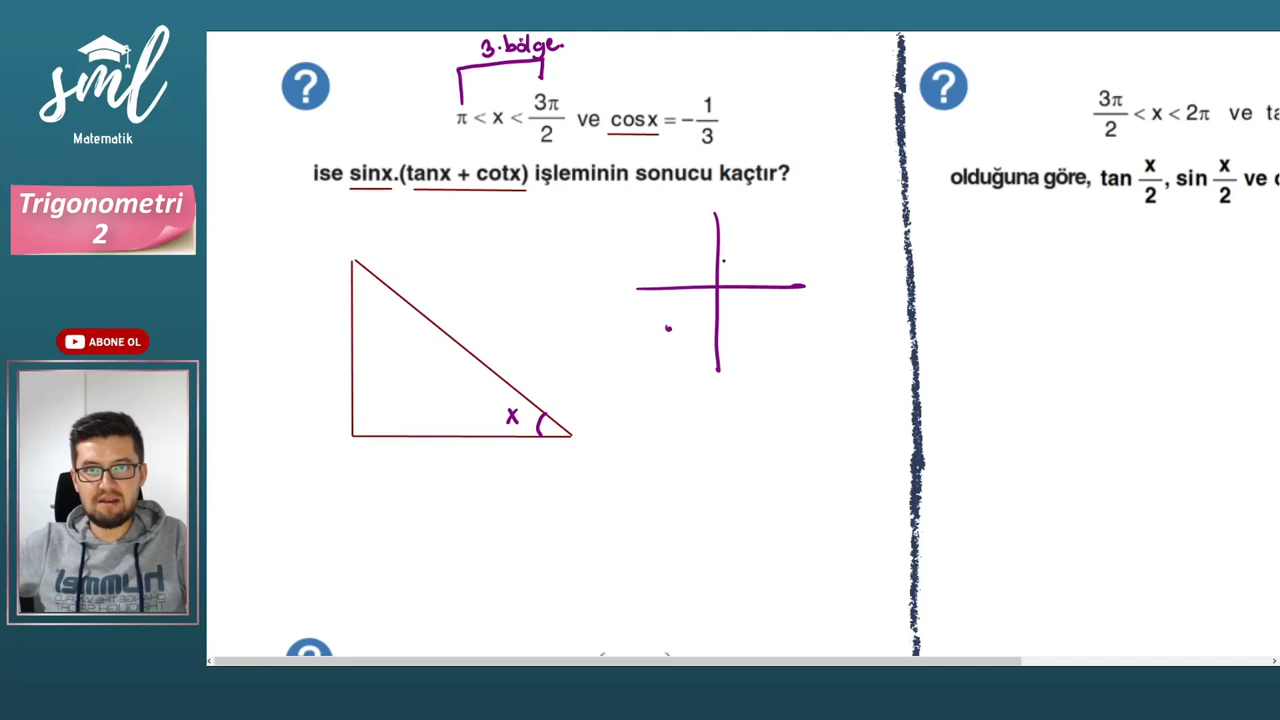 sml
Matematik
Trigonometri
2
ABONE OL
3.bölge
π < x < 3π/2 ve cosx = -1/3
ise sinx.(tanx + cotx) işleminin sonucu kaçtır?
x
3π/2 < x < 2π ve ta
olduğuna göre, tan x/2, sin x/2 ve c
?
?
?